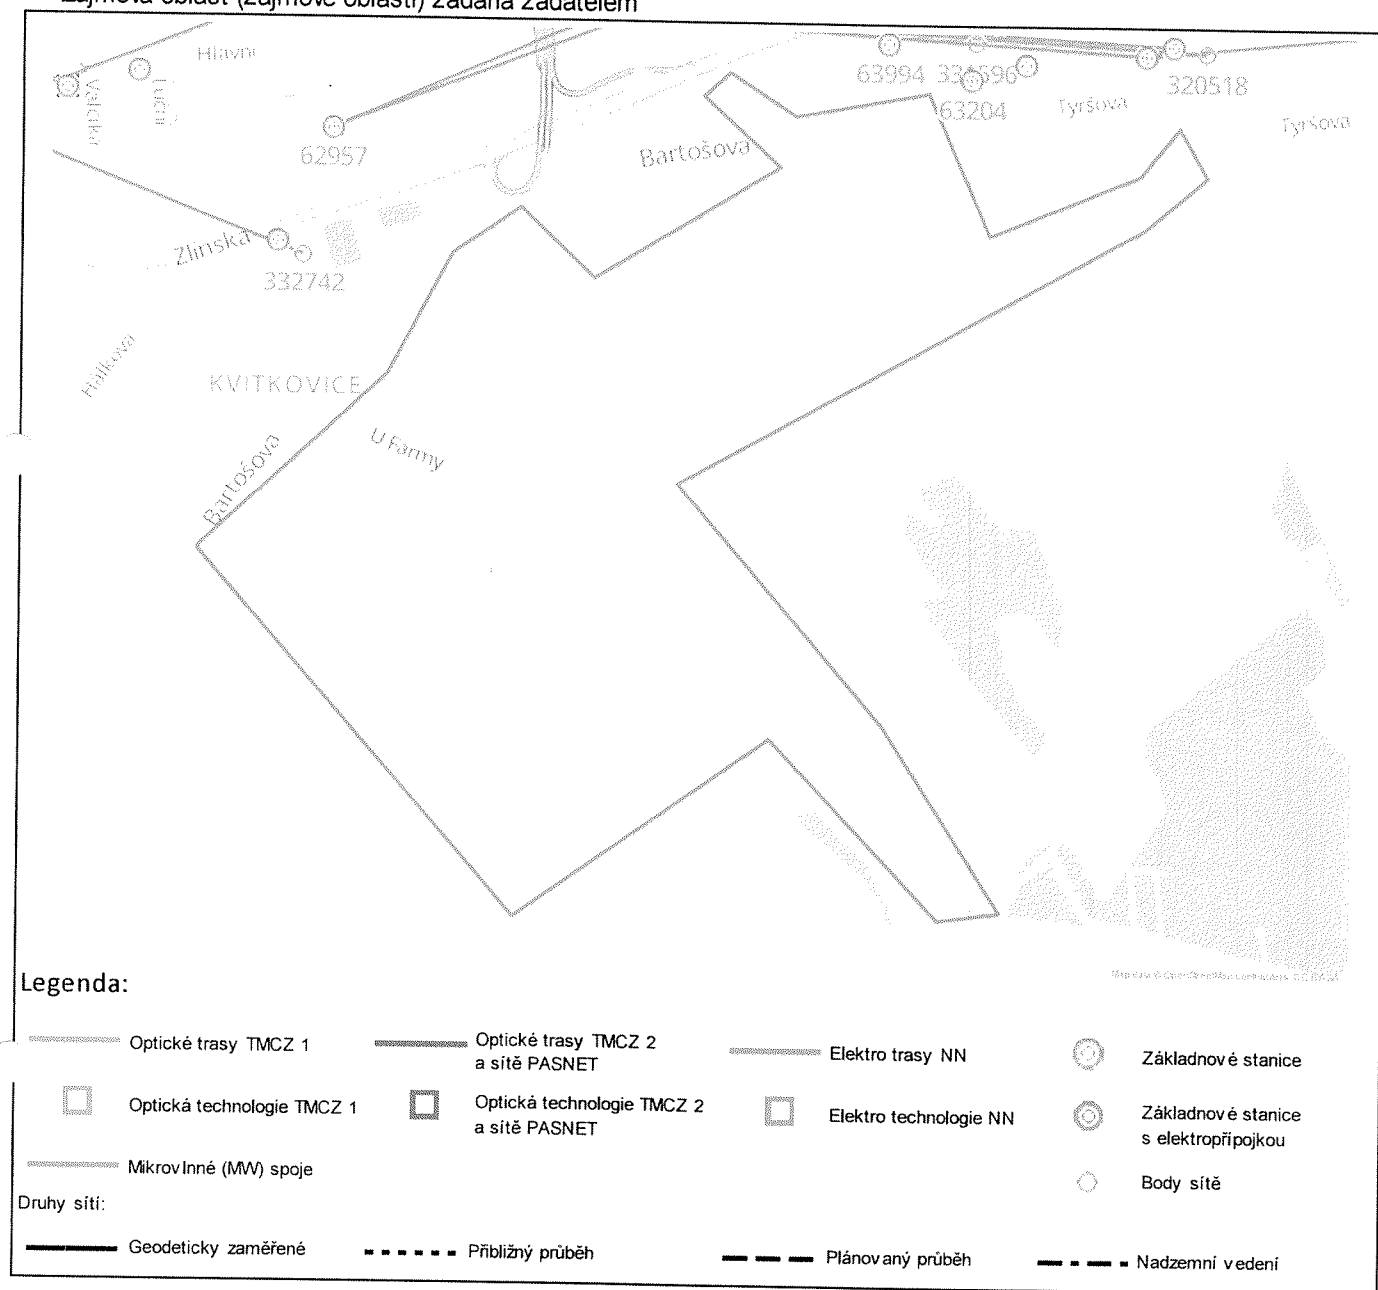 Zájmová oblast (zájmové oblasti) zadaná žadatelem
Hlavní
Luční
62957
Bartošova
63994
63204
Tyršova
320518
Tyršova
Zlínská
332742
Hálkova
KVÍTKOVICE
U Farmy
Bartošova
Legenda:
Optické trasy TMCZ 1
Optické trasy TMCZ 2
a sítě PASNET
Elektro trasy NN
Základnové stanice
Optická technologie TMCZ 1
Optická technologie TMCZ 2
a sítě PASNET
Elektro technologie NN
Základnové stanice
s elektropřípojkou
Mikrovlnné (MW) spoje
Body sítě
Druhy sítí:
Geodeticky zaměřené
Přibližný průběh
Plánovaný průběh
Nadzemní vedení